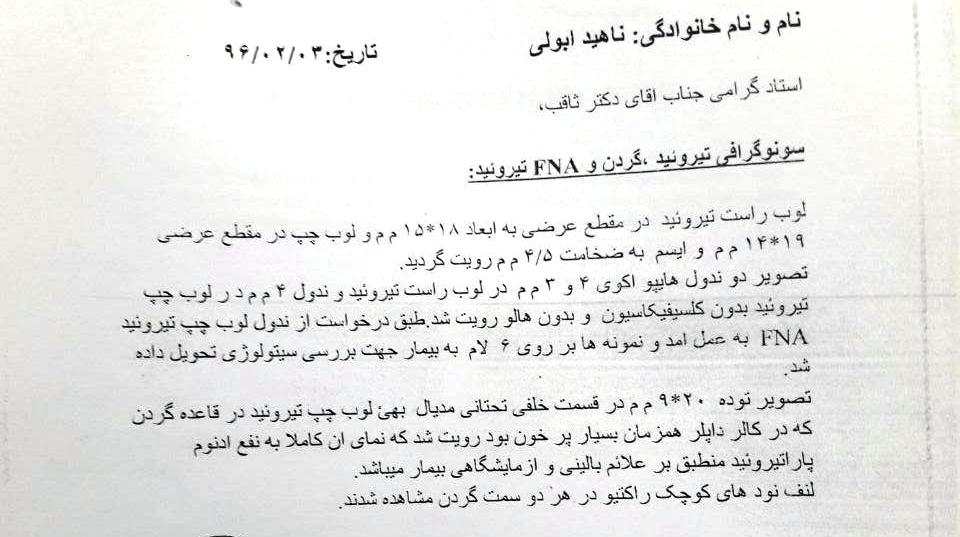 نام و نام خانوادگی: ناهید ابولی
تاریخ:۹۶/۰۲/۰۳
استاد گرامی جناب اقای دکتر ثاقب،
سونوگرافی تیروئید ،گردن و FNA تیروئید:
لوب راست تیروئید در مقطع عرضی به ابعاد ۱۸*۱۵ م م و لوب چپ در مقطع عرضی
۱۹*۱۴ م م و ایسم به ضخامت ۴/۵ م م رویت گردید.
تصویر دو ندول هایپو اکوی ۴ و ۳ م م در لوب راست تیروئید و ندول ۴ م م د ر لوب چپ
تیروئید بدون کلسیفیکاسیون و بدون هالو رویت شد.طبق درخواست از ندول لوب چپ تیروئید
FNA به عمل امد و نمونه ها بر روی ۶ لام به بیمار جهت بررسی سیتولوژی تحویل داده
شد.
تصویر توده ۲۰*۹ م م در قسمت خلفی تحتانی مدیال بهئ لوب چپ تیروئید در قاعده گردن
که در کالر داپلر همزمان بسیار پر خون بود رویت شد که نمای ان کاملا به نفع ادنوم
پاراتیروئید منطبق بر علائم بالینی و ازمایشگاهی بیمار میباشد.
لنف نود های کوچک راکتیو در هر دو سمت گردن مشاهده شدند.